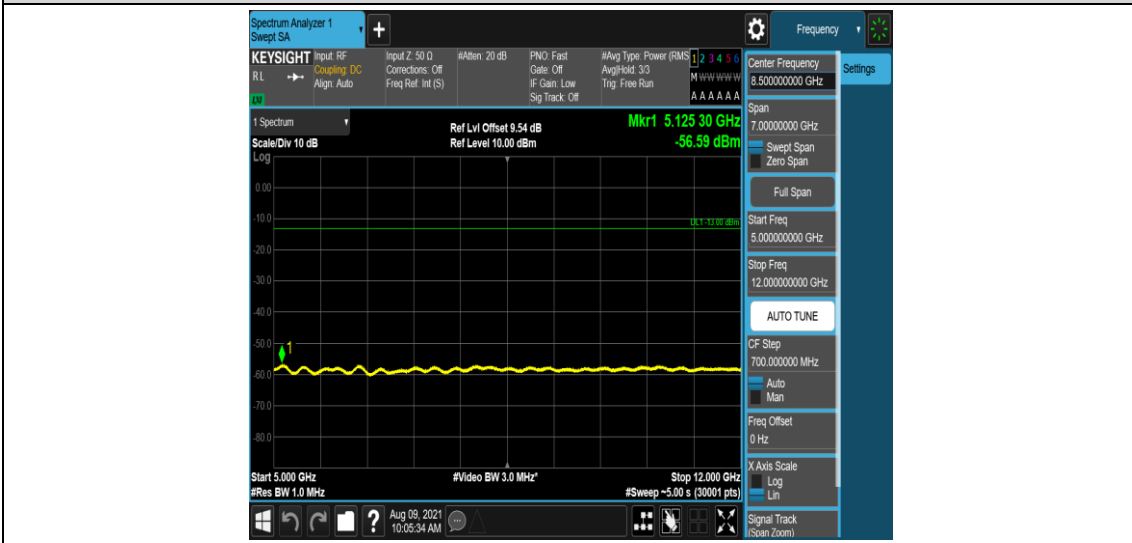 Spectrum Analyzer 1
Swept SA
+
Frequency
KEYSIGHT
RL
LXI
Input: RF
Coupling: DC
Align: Auto
Input Z: 50 Ω
Corrections: Off
Freq Ref: Int (S)
#Atten: 20 dB
PNO: Fast
Gate: Off
IF Gain: Low
Sig Track: Off
#Avg Type: Power (RMS
Avg|Hold: 3/3
Trig: Free Run
1 2 3 4 5 6
M W W W W W
A A A A A A
1 Spectrum
Scale/Div 10 dB
Log
Ref Lvl Offset 9.54 dB
Ref Level 10.00 dBm
Mkr1 5.125 30 GHz
-56.59 dBm
0.00
-10.0
DL1 -13.00 dBm
-20.0
-30.0
-40.0
-50.0
1
-60.0
-70.0
-80.0
Start 5.000 GHz
#Res BW 1.0 MHz
#Video BW 3.0 MHz*
Stop 12.000 GHz
#Sweep ~5.00 s (30001 pts)
?
Aug 09, 2021
10:05:34 AM
Center Frequency
8.500000000 GHz
Settings
Span
7.00000000 GHz
Swept Span
Zero Span
Full Span
Start Freq
5.000000000 GHz
Stop Freq
12.000000000 GHz
AUTO TUNE
CF Step
700.000000 MHz
Auto
Man
Freq Offset
0 Hz
X Axis Scale
Log
Lin
Signal Track
(Span Zoom)